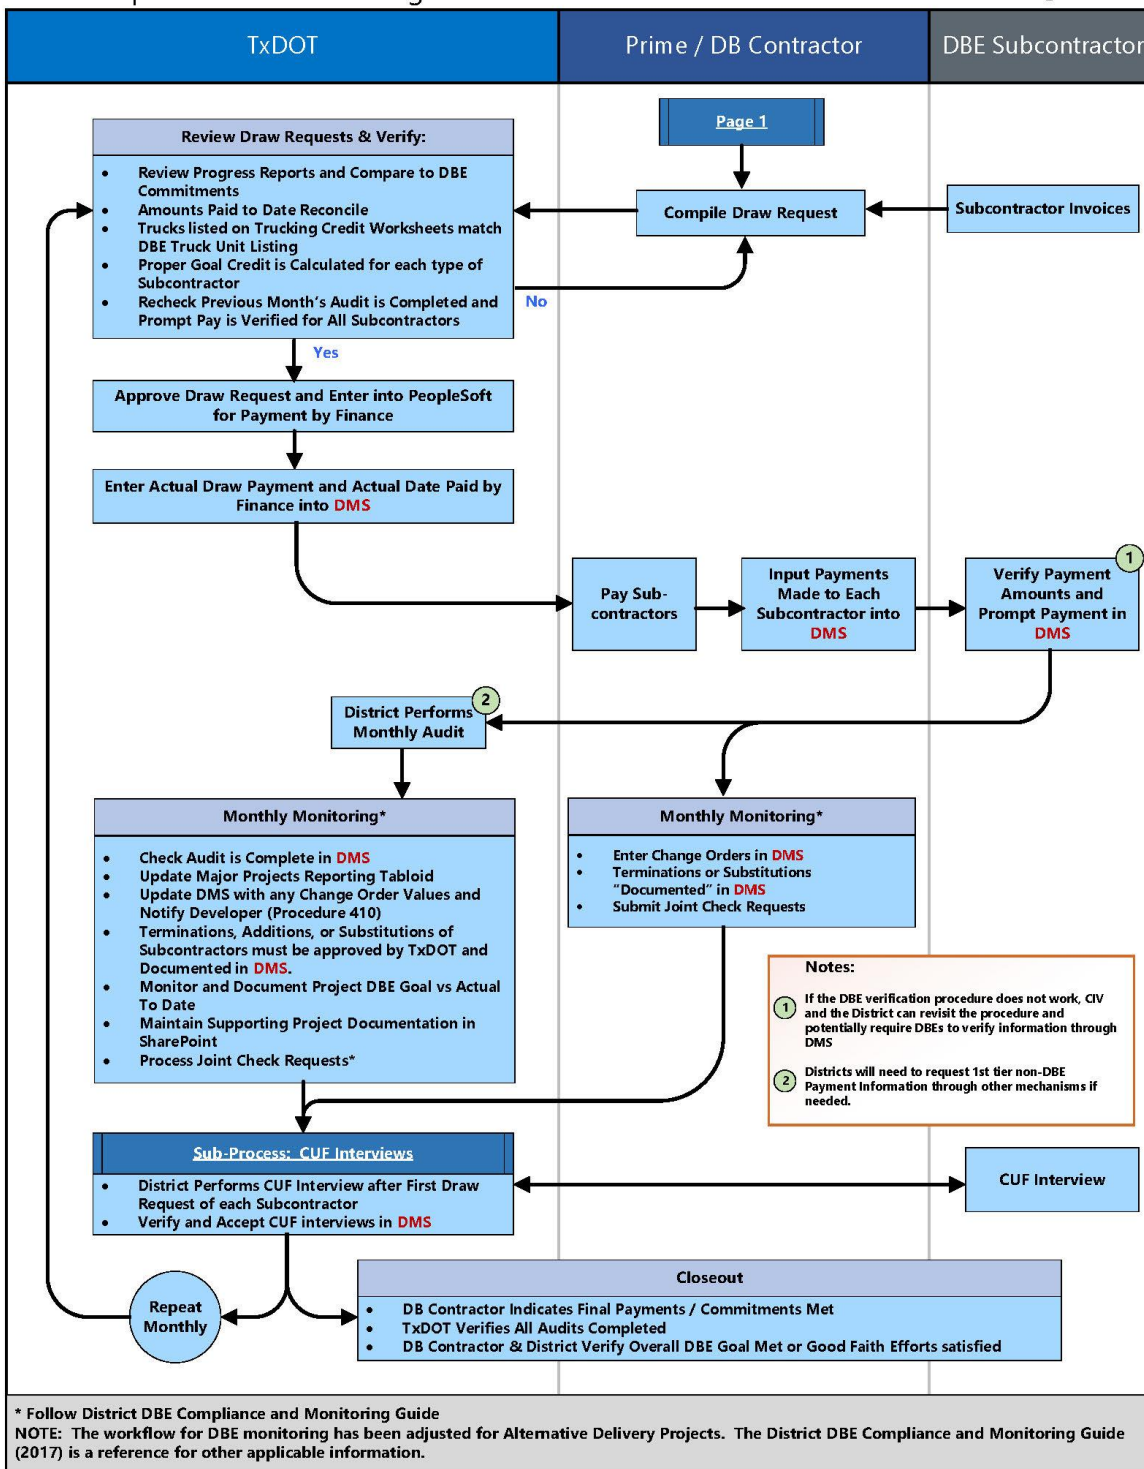 TxDOT
Prime / DB Contractor
DBE Subcontractor
Page 1
Review Draw Requests & Verify:
• Review Progress Reports and Compare to DBE
Commitments
• Amounts Paid to Date Reconcile
• Trucks listed on Trucking Credit Worksheets match
DBE Truck Unit Listing
• Proper Goal Credit is Calculated for each type of
Subcontractor
• Recheck Previous Month's Audit is Completed and
Prompt Pay is Verified for All Subcontractors
Compile Draw Request
Subcontractor Invoices
No
Yes
Approve Draw Request and Enter into PeopleSoft
for Payment by Finance
Enter Actual Draw Payment and Actual Date Paid by
Finance into DMS
Pay Sub-
contractors
Input Payments
Made to Each
Subcontractor into
DMS
1
Verify Payment
Amounts and
Prompt Payment in
DMS
2
District Performs
Monthly Audit
Monthly Monitoring*
• Check Audit is Complete in DMS
• Update Major Projects Reporting Tabloid
• Update DMS with any Change Order Values and
Notify Developer (Procedure 410)
• Terminations, Additions, or Substitutions of
Subcontractors must be approved by TxDOT and
Documented in DMS.
• Monitor and Document Project DBE Goal vs Actual
To Date
• Maintain Supporting Project Documentation in
SharePoint
• Process Joint Check Requests*
Monthly Monitoring*
• Enter Change Orders in DMS
• Terminations or Substitutions
"Documented" in DMS
• Submit Joint Check Requests
Notes:
1 If the DBE verification procedure does not work, CIV
and the District can revisit the procedure and
potentially require DBEs to verify information through
DMS
2 Districts will need to request 1st tier non-DBE
Payment Information through other mechanisms if
needed.
Sub-Process: CUF Interviews
• District Performs CUF Interview after First Draw
Request of each Subcontractor
• Verify and Accept CUF interviews in DMS
CUF Interview
Repeat
Monthly
Closeout
• DB Contractor Indicates Final Payments / Commitments Met
• TxDOT Verifies All Audits Completed
• DB Contractor & District Verify Overall DBE Goal Met or Good Faith Efforts satisfied
* Follow District DBE Compliance and Monitoring Guide
NOTE: The workflow for DBE monitoring has been adjusted for Alternative Delivery Projects. The District DBE Compliance and Monitoring Guide
(2017) is a reference for other applicable information.